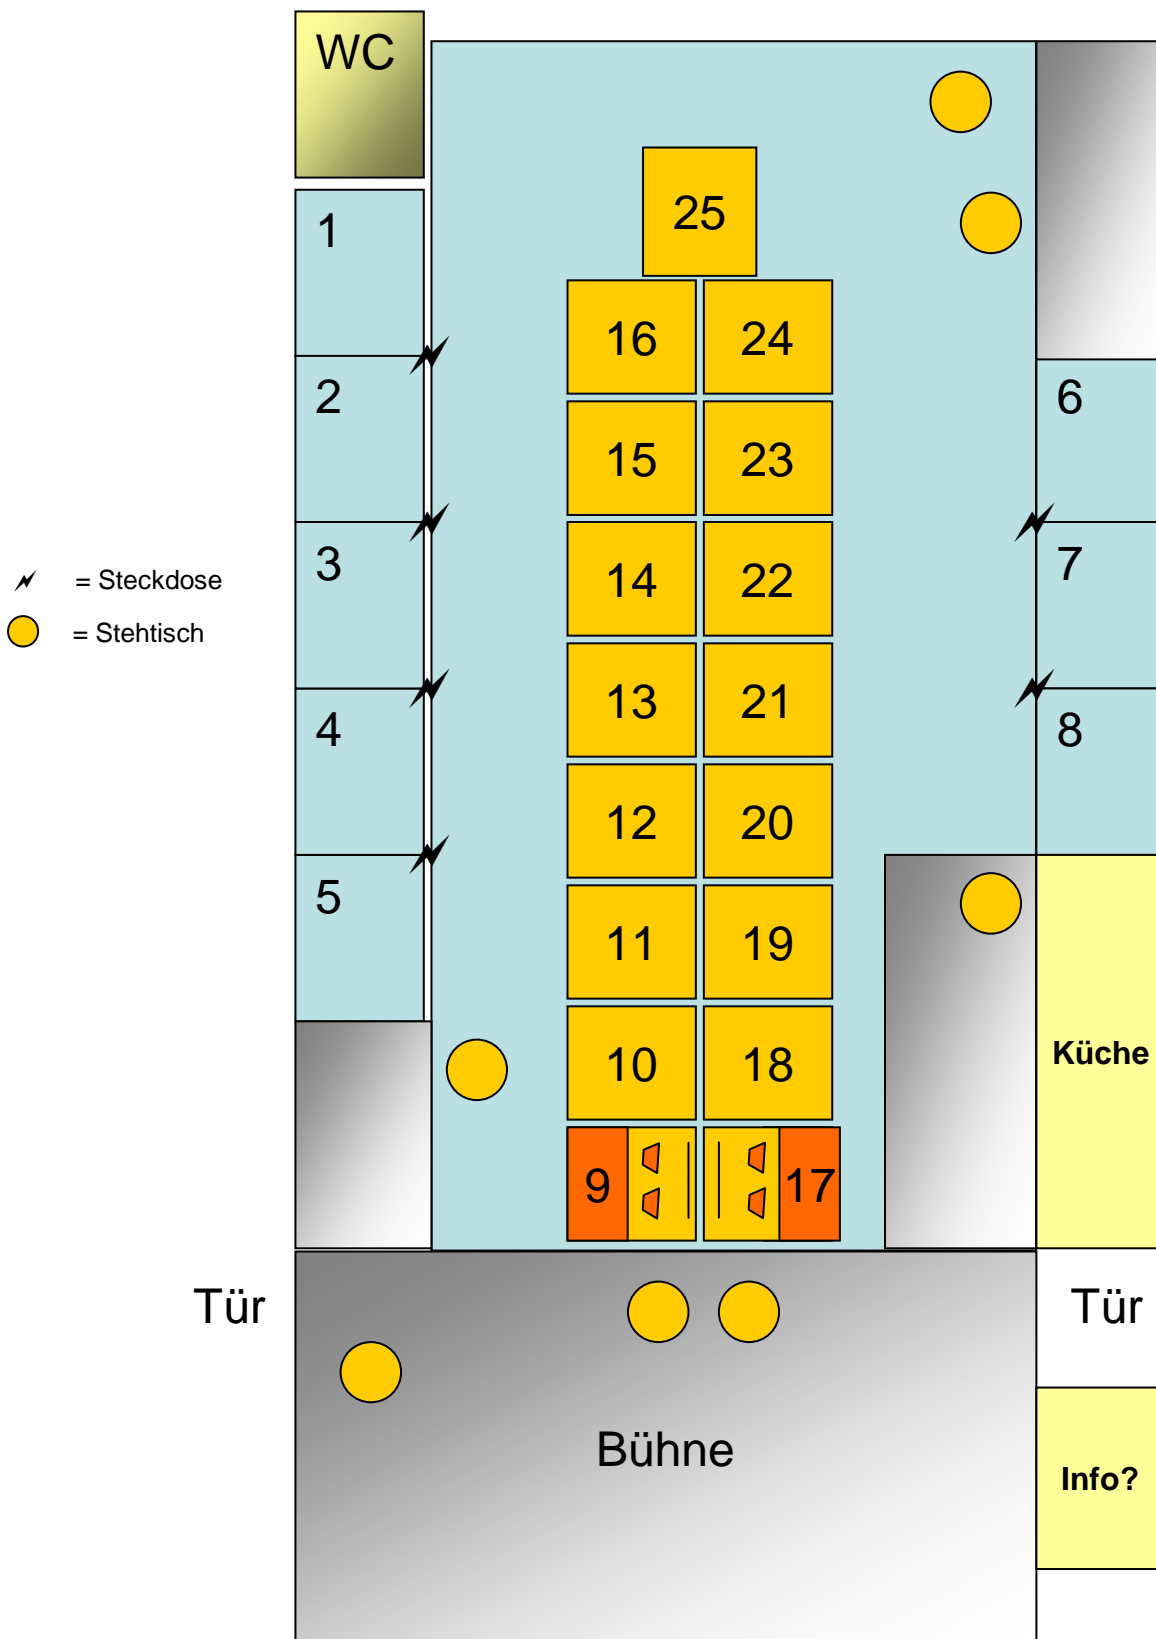 WC
25
1
16 24
2 6
15 23
3 7
14 22
= Steckdose
= Stehtisch
13 21
4 8
12 20
5
11 19
Küche
10 18
9 17
Tür Tür
Bühne
Info?